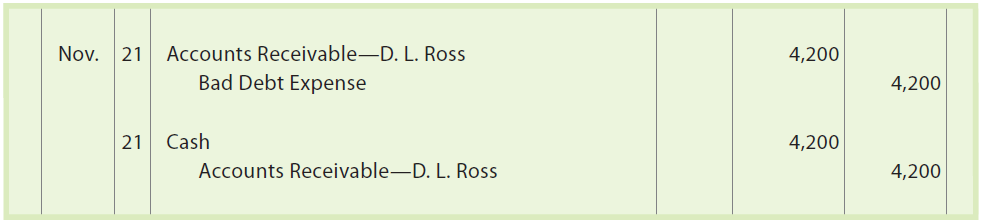 Nov. 21 Accounts Receivable—D. L. Ross 4,200
Bad Debt Expense 4,200
21 Cash 4,200
Accounts Receivable—D. L. Ross 4,200